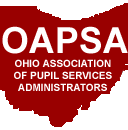 OAPSA
OHIO ASSOCIATION
OF PUPIL SERVICES
ADMINISTRATORS